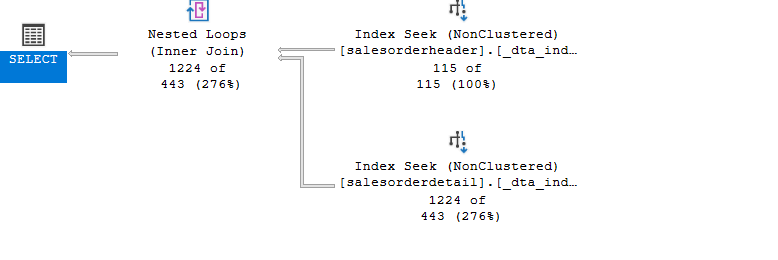 Nested Loops
(Inner Join)
1224 of
443 (276%)
SELECT
Index Seek (NonClustered)
[salesorderheader].[_dta_ind…
115 of
115 (100%)
Index Seek (NonClustered)
[salesorderdetail].[_dta_ind…
1224 of
443 (276%)